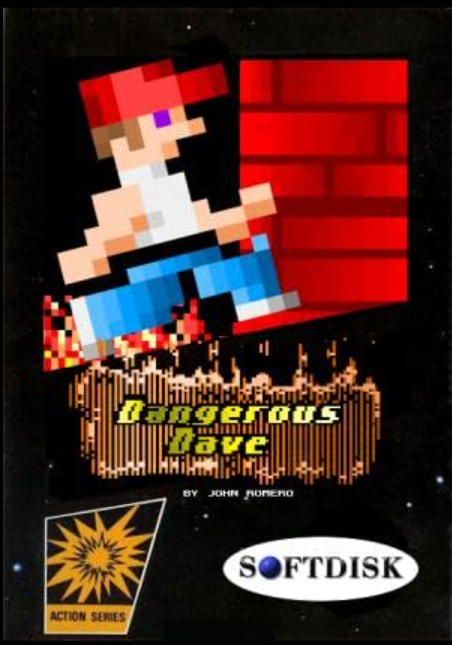 Dangerous
Dave
BY JOHN ROMERO
ACTION SERIES
SOFTDISK